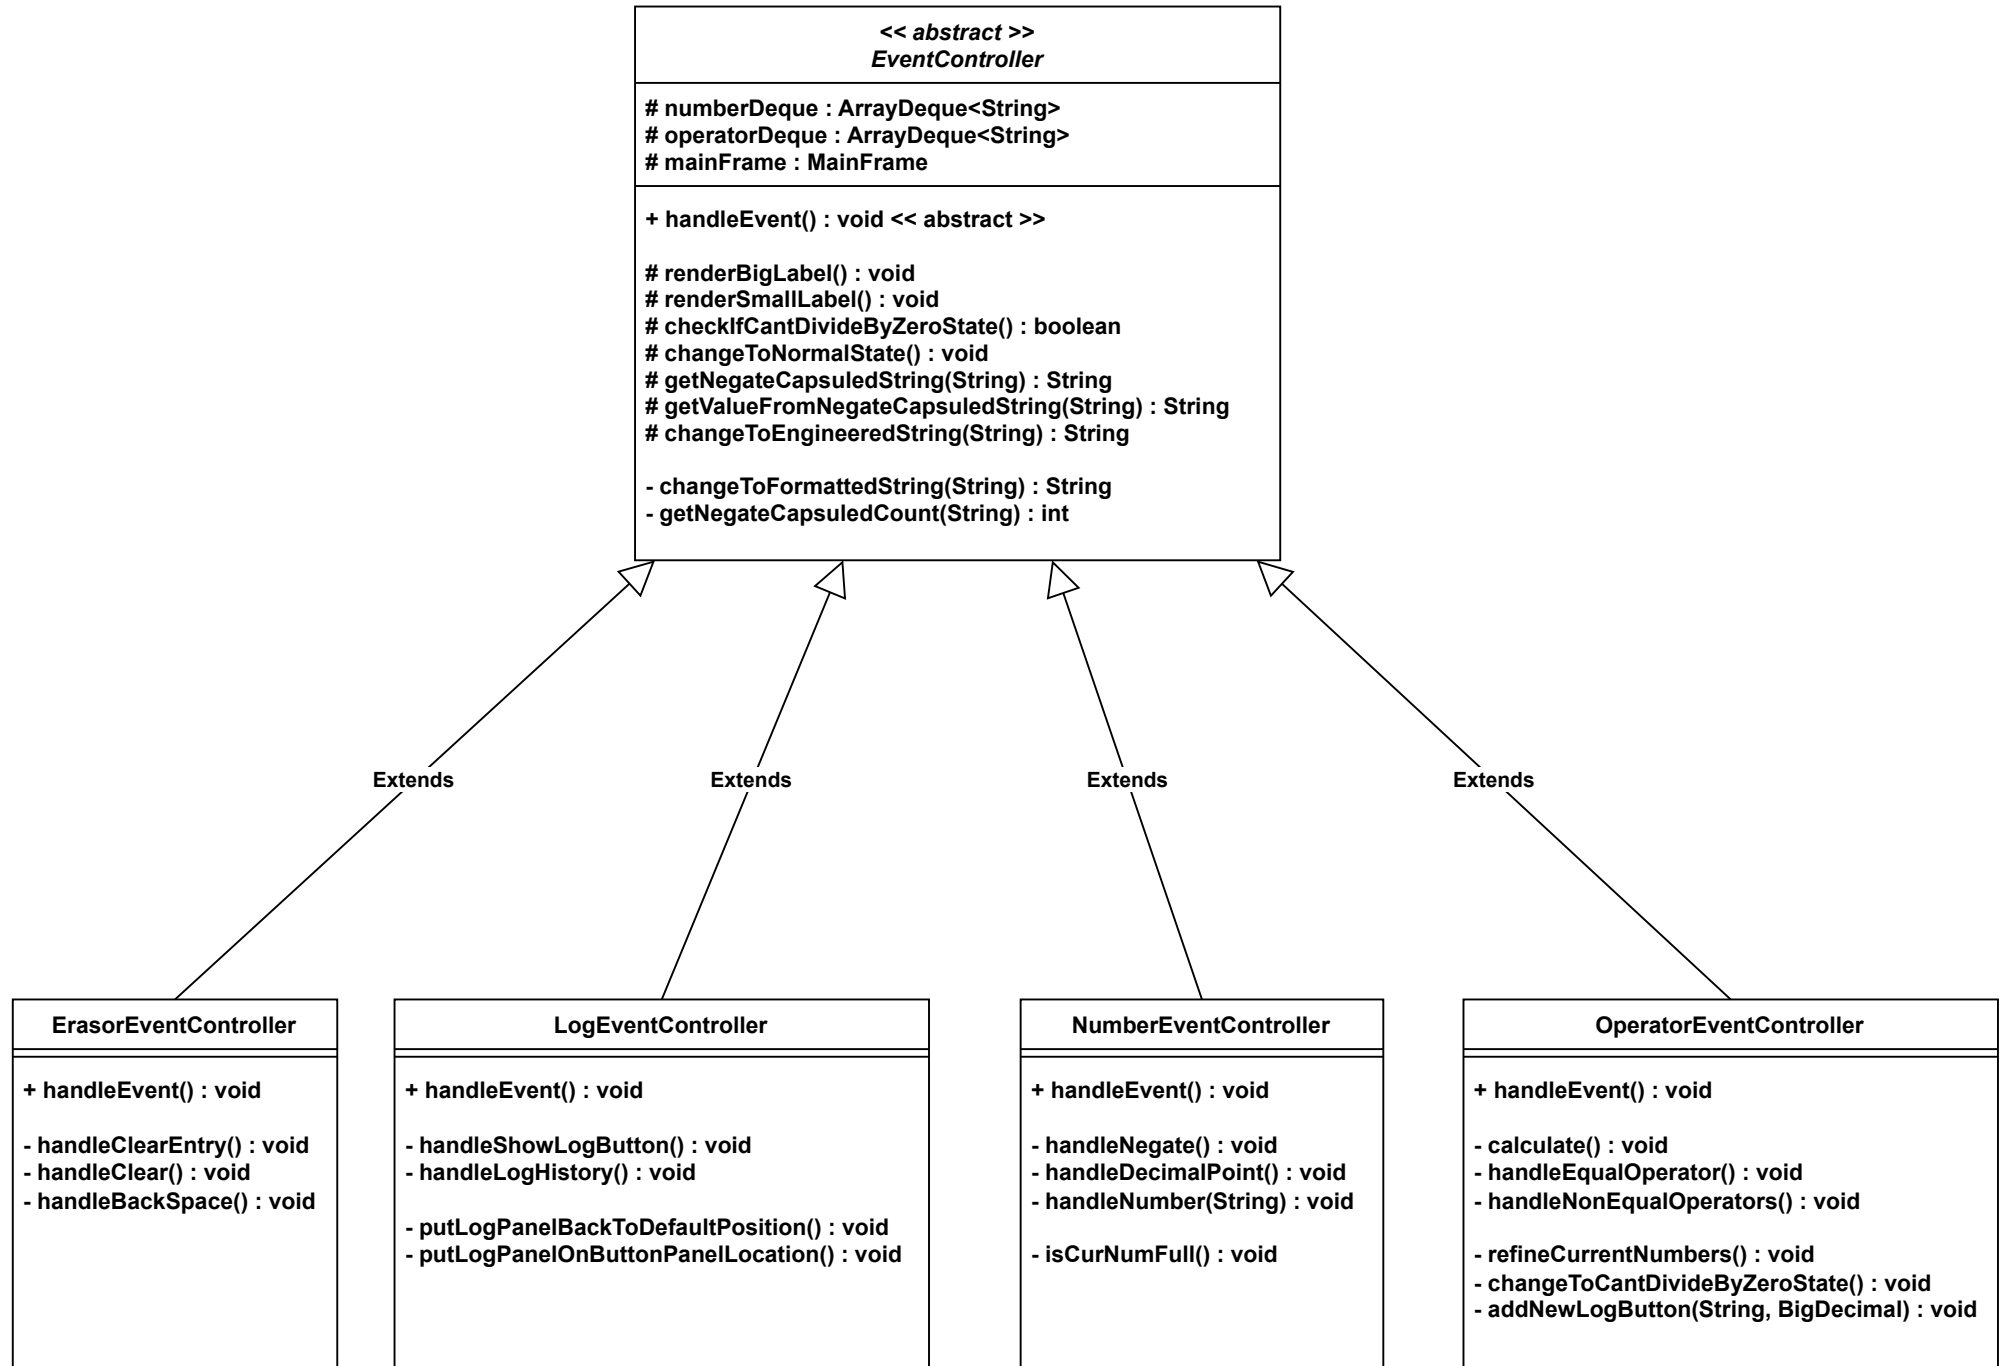 << abstract >>
EventController
# numberDeque : ArrayDeque<String>
# operatorDeque : ArrayDeque<String>
# mainFrame : MainFrame
+ handleEvent() : void << abstract >>
# renderBigLabel() : void
# renderSmallLabel() : void
# checkIfCantDivideByZeroState() : boolean
# changeToNormalState() : void
# getNegateCapsuledString(String) : String
# getValueFromNegateCapsuledString(String) : String
# changeToEngineeredString(String) : String
- changeToFormattedString(String) : String
- getNegateCapsuledCount(String) : int
Extends
Extends
Extends
Extends
ErasorEventController
+ handleEvent() : void
- handleClearEntry() : void
- handleClear() : void
- handleBackSpace() : void
LogEventController
+ handleEvent() : void
- handleShowLogButton() : void
- handleLogHistory() : void
- putLogPanelBackToDefaultPosition() : void
- putLogPanelOnButtonPanelLocation() : void
NumberEventController
+ handleEvent() : void
- handleNegate() : void
- handleDecimalPoint() : void
- handleNumber(String) : void
- isCurNumFull() : void
OperatorEventController
+ handleEvent() : void
- calculate() : void
- handleEqualOperator() : void
- handleNonEqualOperators() : void
- refineCurrentNumbers() : void
- changeToCantDivideByZeroState() : void
- addNewLogButton(String, BigDecimal) : void